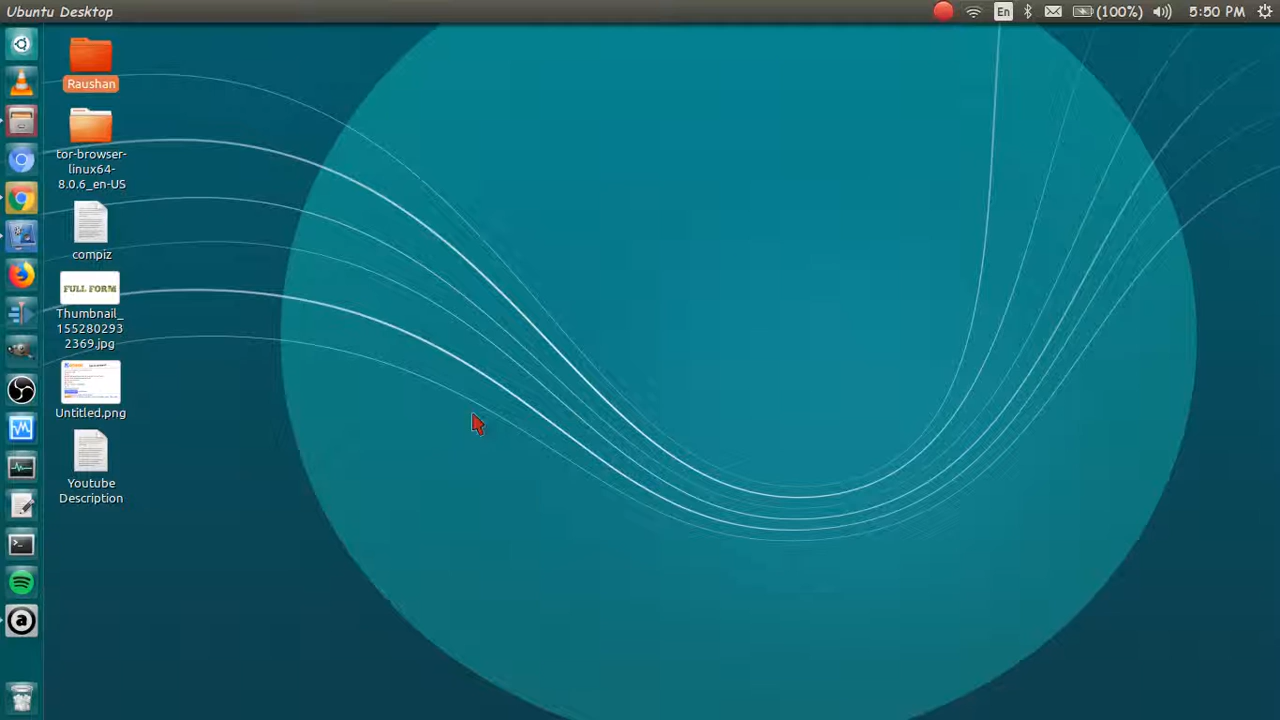 Ubuntu Desktop
En
(100%)
5:50 PM
Raushan
tor-browser-
linux64-
8.0.6_en-US
compiz
FULL FORM
Thumbnail_
155280293
2369.jpg
Untitled.png
Youtube
Description